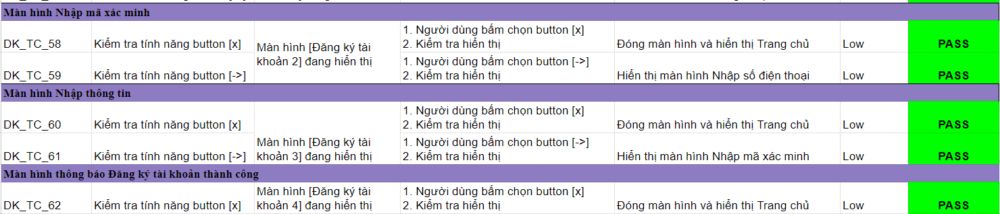 Màn hình Nhập mã xác minh
DK_TC_58 Kiểm tra tính năng button [x] Màn hình [Đăng ký tài khoản 2] đang hiển thị 1. Người dùng bấm chọn button [x]
2. Kiểm tra hiển thị Đóng màn hình và hiển thị Trang chủ Low PASS
DK_TC_59 Kiểm tra tính năng button [->] 1. Người dùng bấm chọn button [->]
2. Kiểm tra hiển thị Hiển thị màn hình Nhập số điện thoại Low PASS
Màn hình Nhập thông tin
DK_TC_60 Kiểm tra tính năng button [x] 1. Người dùng bấm chọn button [x]
2. Kiểm tra hiển thị Đóng màn hình và hiển thị Trang chủ Low PASS
DK_TC_61 Kiểm tra tính năng button [->] Màn hình [Đăng ký tài khoản 3] đang hiển thị 1. Người dùng bấm chọn button [->]
2. Kiểm tra hiển thị Hiển thị màn hình Nhập mã xác minh Low PASS
Màn hình thông báo Đăng ký tài khoản thành công
DK_TC_62 Kiểm tra tính năng button [x] Màn hình [Đăng ký tài khoản 4] đang hiển thị 1. Người dùng bấm chọn button [x]
2. Kiểm tra hiển thị Đóng màn hình và hiển thị Trang chủ Low PASS